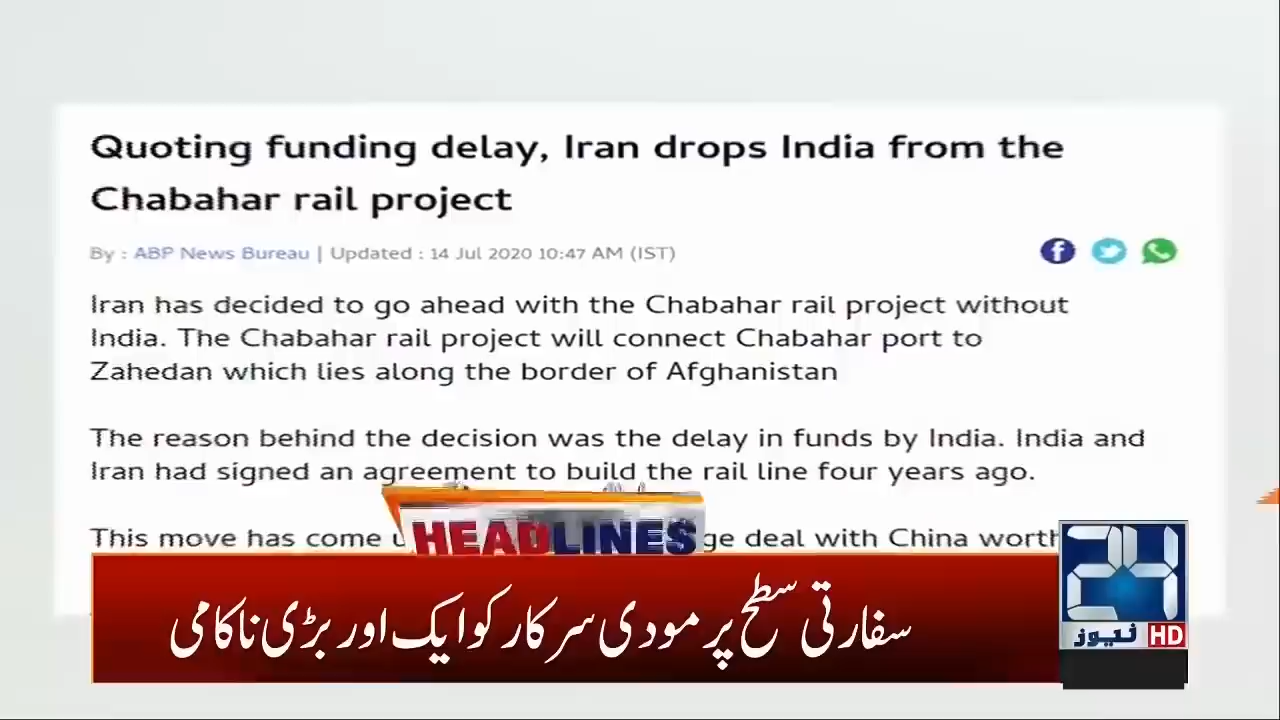 Quoting funding delay, Iran drops India from the
Chabahar rail project
By : ABP News Bureau | Updated : 14 Jul 2020 10:47 AM (IST)
Iran has decided to go ahead with the Chabahar rail project without
India. The Chabahar rail project will connect Chabahar port to
Zahedan which lies along the border of Afghanistan
The reason behind the decision was the delay in funds by India. India and
Iran had signed an agreement to build the rail line four years ago.
This move has come deal with China worth
HEADLINES
سفارتی سطح پر مودی سرکار کو ایک اور بڑی ناکامی
24
نیوز HD